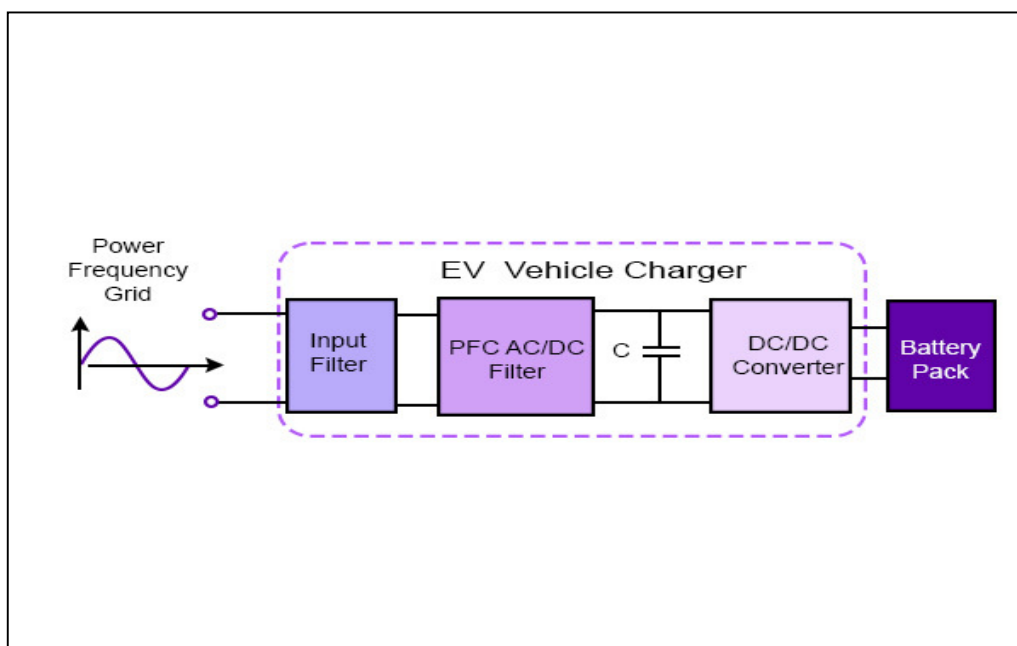 Power
Frequency
Grid
EV Vehicle Charger
Input
Filter
PFC AC/DC
Filter
C
DC/DC
Converter
Battery
Pack